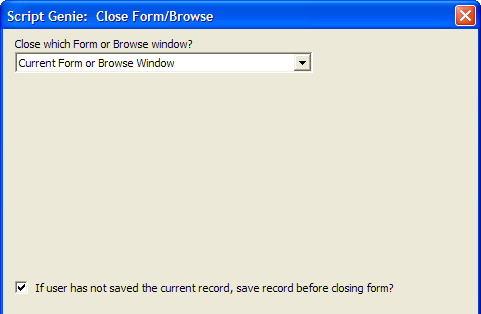 Script Genie:  Close Form/Browse
Close which Form or Browse window?
Current Form or Browse Window
If user has not saved the current record, save record before closing form?